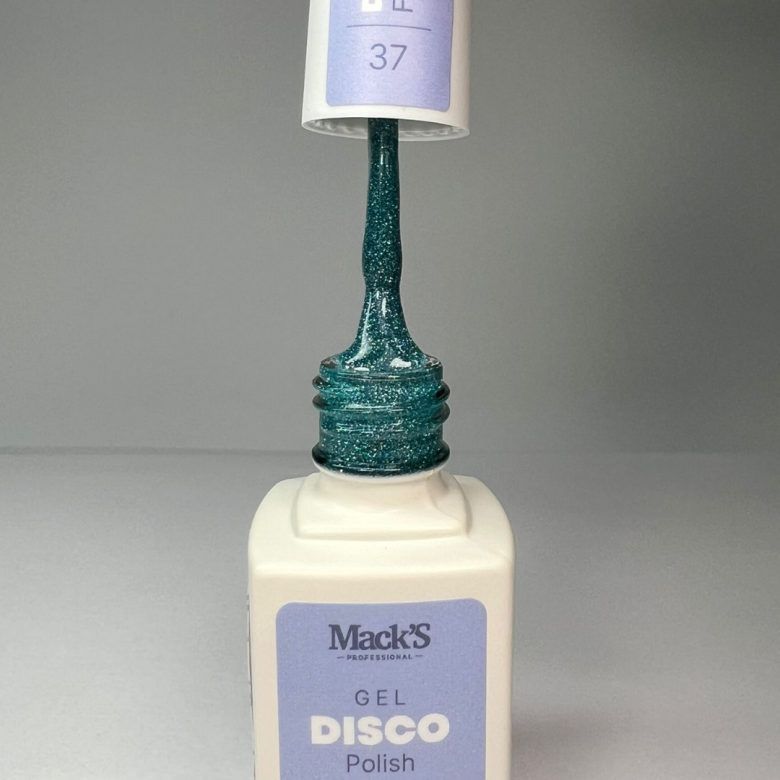 37
Mack's
PROFESSIONAL
GEL
DISCO
Polish